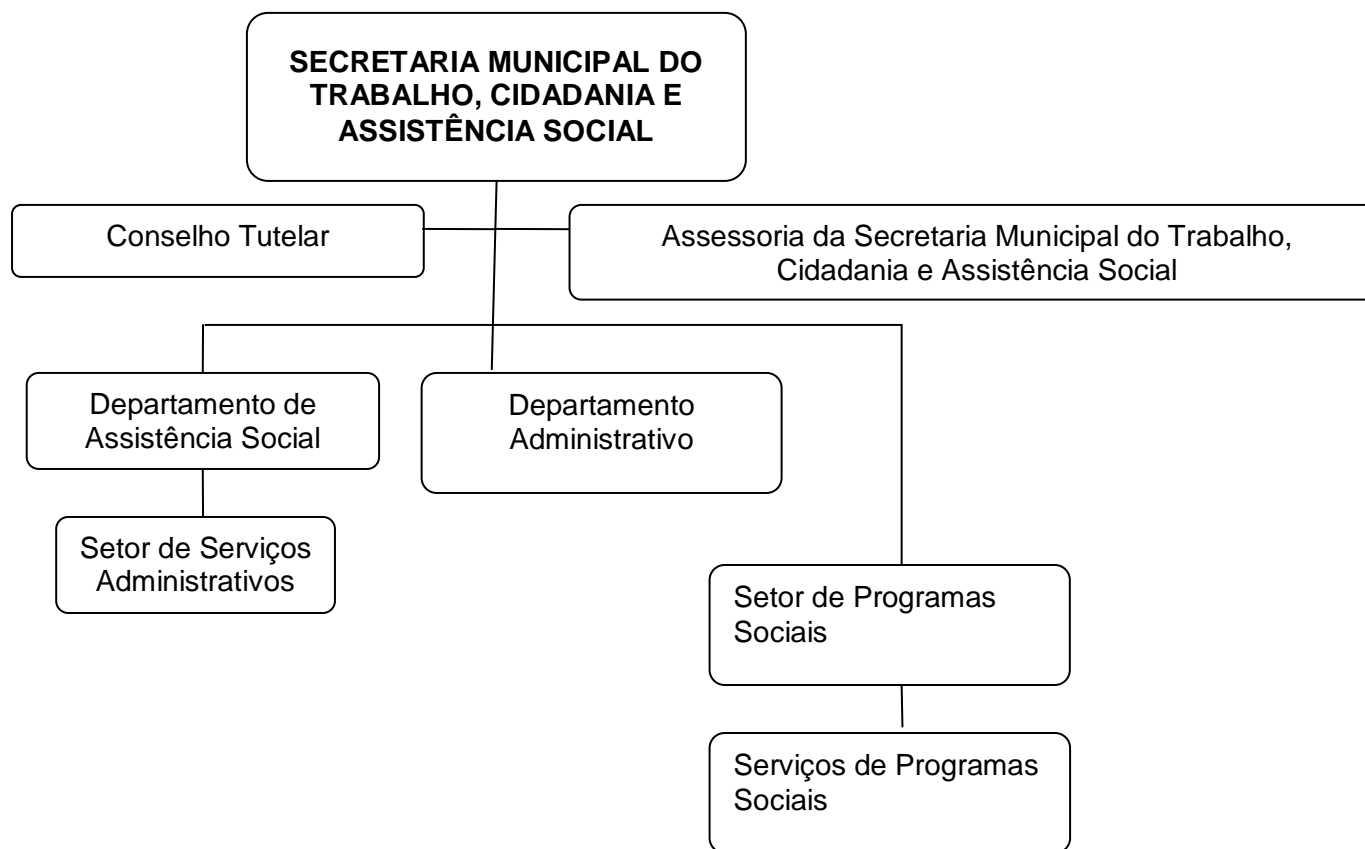 SECRETARIA MUNICIPAL DO
TRABALHO, CIDADANIA E
ASSISTÊNCIA SOCIAL
Conselho Tutelar
Assessoria da Secretaria Municipal do Trabalho,
Cidadania e Assistência Social
Departamento de
Assistência Social
Departamento
Administrativo
Setor de Serviços
Administrativos
Setor de Programas
Sociais
Serviços de Programas
Sociais